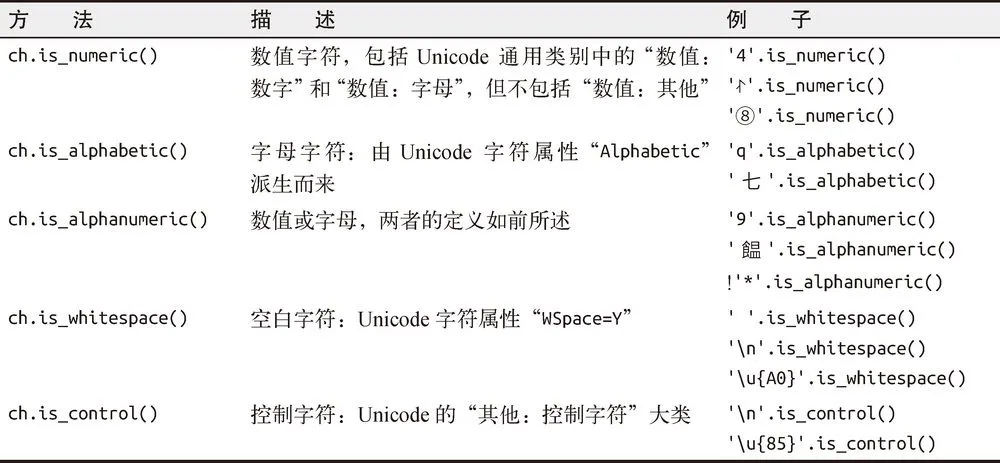 方 法 描 述 例 子
ch.is_numeric() 数值字符，包括 Unicode 通用类别中的“数值： '4'.is_numeric()
数字”和“数值：字母”，但不包括“数值：其他” 'ᛮ'.is_numeric()
'⑧'.is_numeric()
ch.is_alphabetic() 字母字符：由 Unicode 字符属性“Alphabetic” 'q'.is_alphabetic()
派生而来 '七'.is_alphabetic()
ch.is_alphanumeric() 数值或字母，两者的定义如前所述 '9'.is_alphanumeric()
'饂'.is_alphanumeric()
!'*'.is_alphanumeric()
ch.is_whitespace() 空白字符：Unicode 字符属性“WSpace=Y” ' '.is_whitespace()
'\n'.is_whitespace()
'\u{A0}'.is_whitespace()
ch.is_control() 控制字符：Unicode 的“其他：控制字符”大类 '\n'.is_control()
'\u{85}'.is_control()